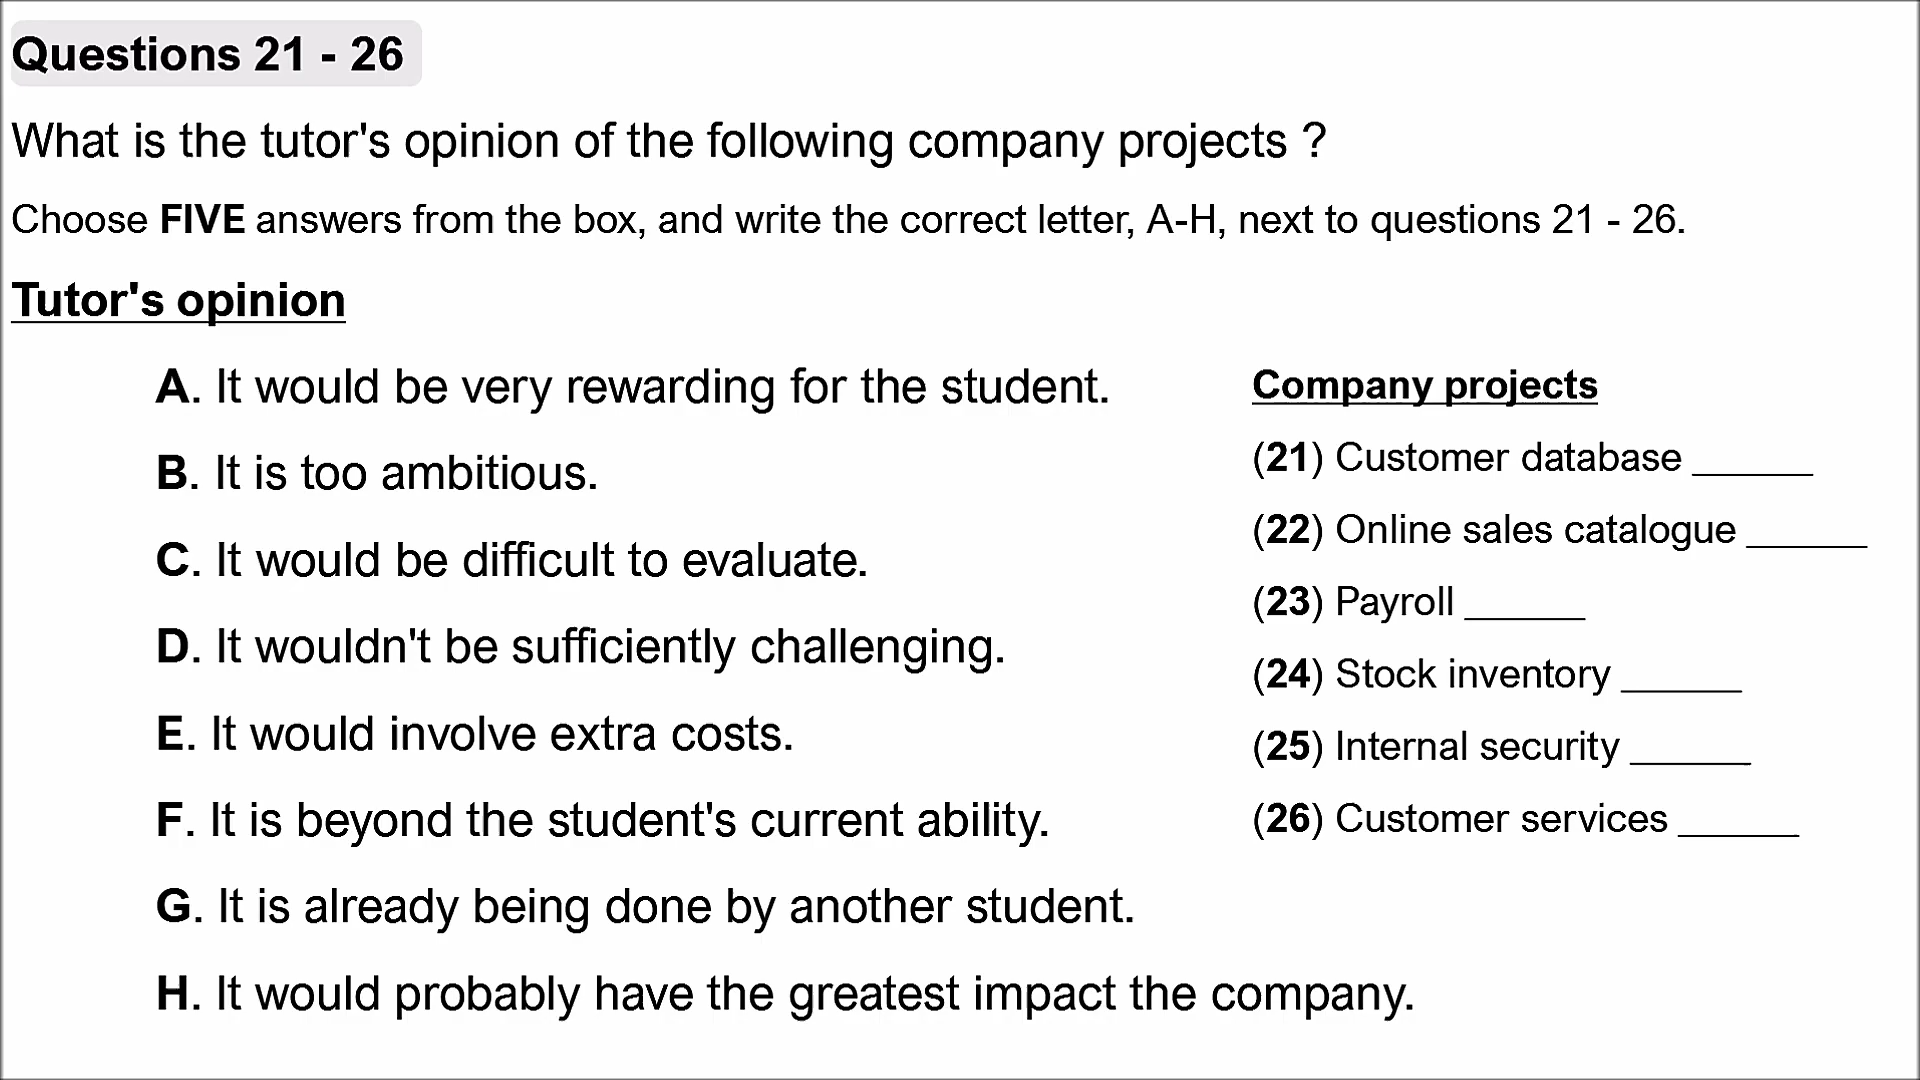 Questions 21 - 26
What is the tutor's opinion of the following company projects ?
Choose FIVE answers from the box, and write the correct letter, A-H, next to questions 21 - 26.
Tutor's opinion
A. It would be very rewarding for the student.
B. It is too ambitious.
C. It would be difficult to evaluate.
D. It wouldn't be sufficiently challenging.
E. It would involve extra costs.
F. It is beyond the student's current ability.
G. It is already being done by another student.
H. It would probably have the greatest impact the company.
Company projects
(21) Customer database ______
(22) Online sales catalogue ______
(23) Payroll ______
(24) Stock inventory ______
(25) Internal security ______
(26) Customer services ______